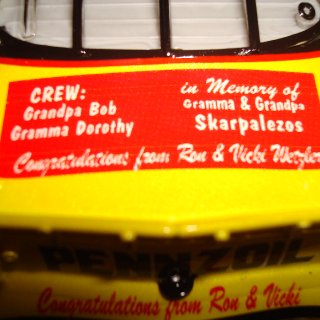 CREW:
Grandpa Bob
Gramma Dorothy
in Memory of
Gramma & Grandpa
Skarpalezos
Congratulations from Ron & Vicki Wetzler
PENNZOIL
Congratulations from Ron & Vicki